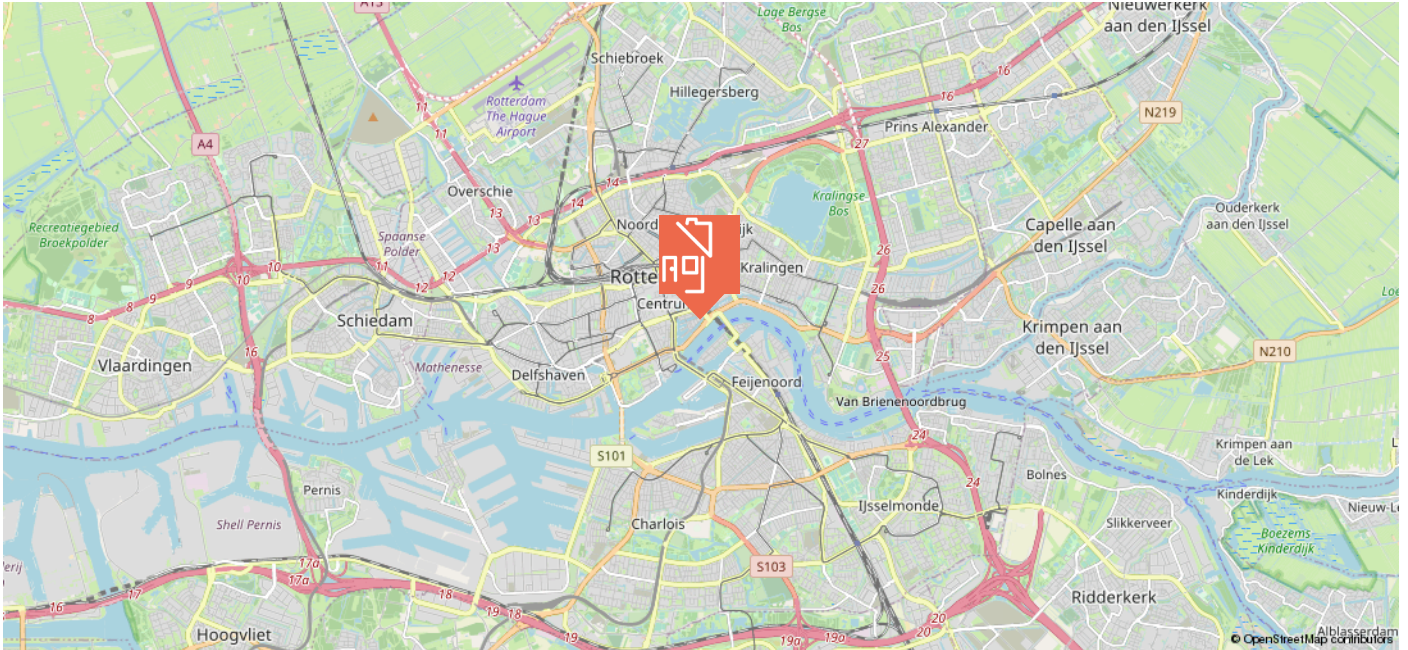 A13
Lage Bergse
Bos
Nieuwerkerk
aan den IJssel
Schiebroek
16
Hillegersberg
16
Rotterdam
The Hague
Airport
11
11
N219
A4
Prins Alexander
27
Overschie
14
14
Kralingse
Bos
13
13
13
Ouderkerk
aan den IJssel
Recreatiegebied
Broekpolder
Noord
Capelle aan
den IJssel
Spaanse
Polder
26
10
10
11
12
12
Kralingen
9
9
26
8
8
Centru
Schiedam
Krimpen aan
den IJssel
16
25
N210
Vlaardingen
Mathenesse
Delfshaven
Feijenoord
Van Brienenoordbrug
24
Krimpen aan
de Lek
S101
24
Bolnes
Pernis
Kinderdijk
IJsselmonde
Shell Pernis
Charlois
Slikkerveer
Boezems
Kinderdijk
17a
17a
S103
16
17
18
18
19
19
Ridderkerk
20
20
19a
19a
Hoogvliet
Alblasserdam
© OpenStreetMap contributors